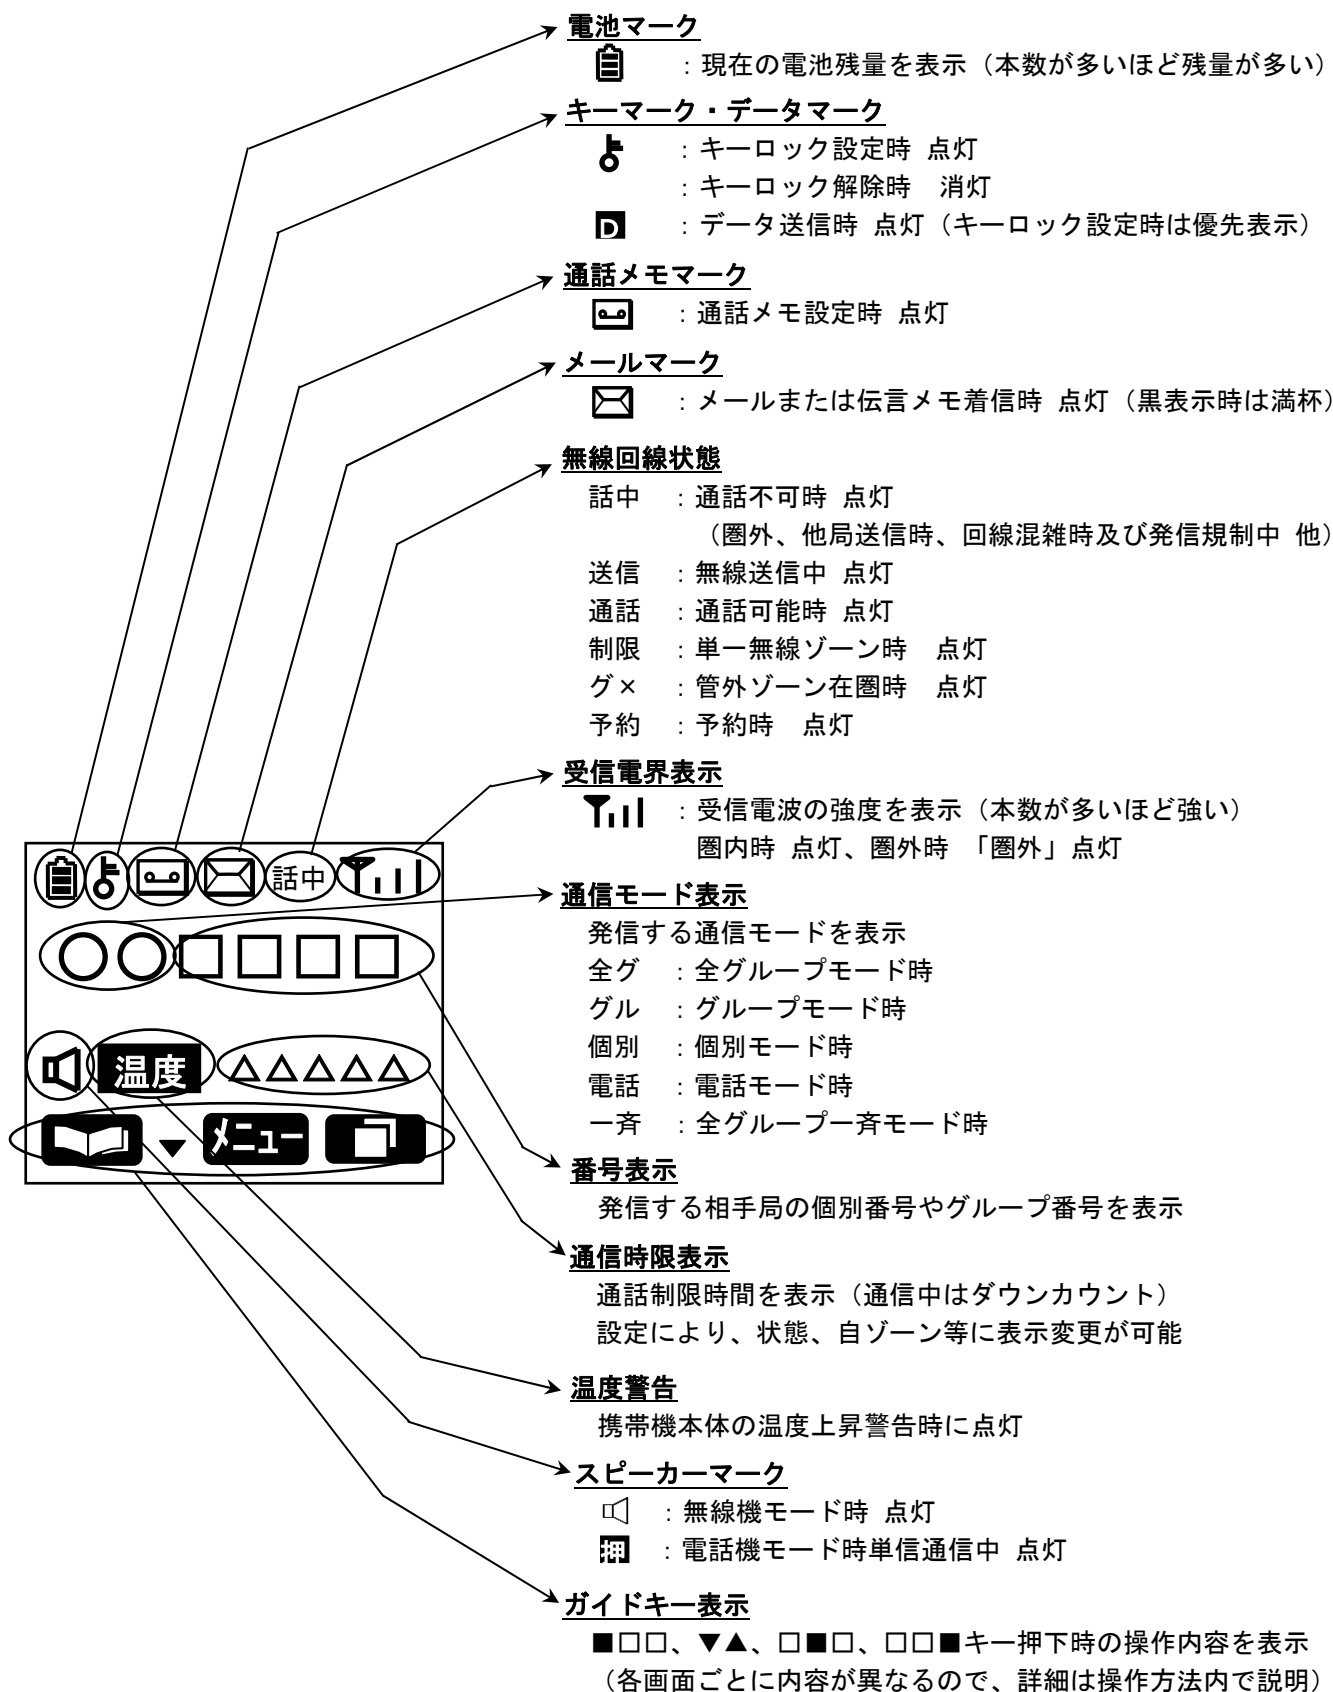 電池マーク
：現在の電池残量を表示（本数が多いほど残量が多い）
キーマーク・データマーク
：キーロック設定時 点灯
：キーロック解除時　消灯
D ：データ送信時 点灯（キーロック設定時は優先表示）
通話メモマーク
：通話メモ設定時 点灯
メールマーク
：メールまたは伝言メモ着信時 点灯（黒表示時は満杯）
無線回線状態
話中 ：通話不可時 点灯
（圏外、他局送信時、回線混雑時及び発信規制中 他）
送信 ：無線送信中 点灯
通話 ：通話可能時 点灯
制限 ：単一無線ゾーン時　点灯
グ× ：管外ゾーン在圏時　点灯
予約 ：予約時　点灯
受信電界表示
：受信電波の強度を表示（本数が多いほど強い）
圏内時 点灯、圏外時 「圏外」点灯
話中
通信モード表示
発信する通信モードを表示
全グ ：全グループモード時
グル ：グループモード時
個別 ：個別モード時
電話 ：電話モード時
一斉 ：全グループ一斉モード時
○○□□□□
温度 △△△△△
▼ メニュー
番号表示
発信する相手局の個別番号やグループ番号を表示
通信時限表示
通話制限時間を表示（通信中はダウンカウント）
設定により、状態、自ゾーン等に表示変更が可能
温度警告
携帯機本体の温度上昇警告時に点灯
スピーカーマーク
：無線機モード時 点灯
押 ：電話機モード時単信通信中 点灯
ガイドキー表示
■□□、▼▲、□■□、□□■キー押下時の操作内容を表示
（各画面ごとに内容が異なるので、詳細は操作方法内で説明）